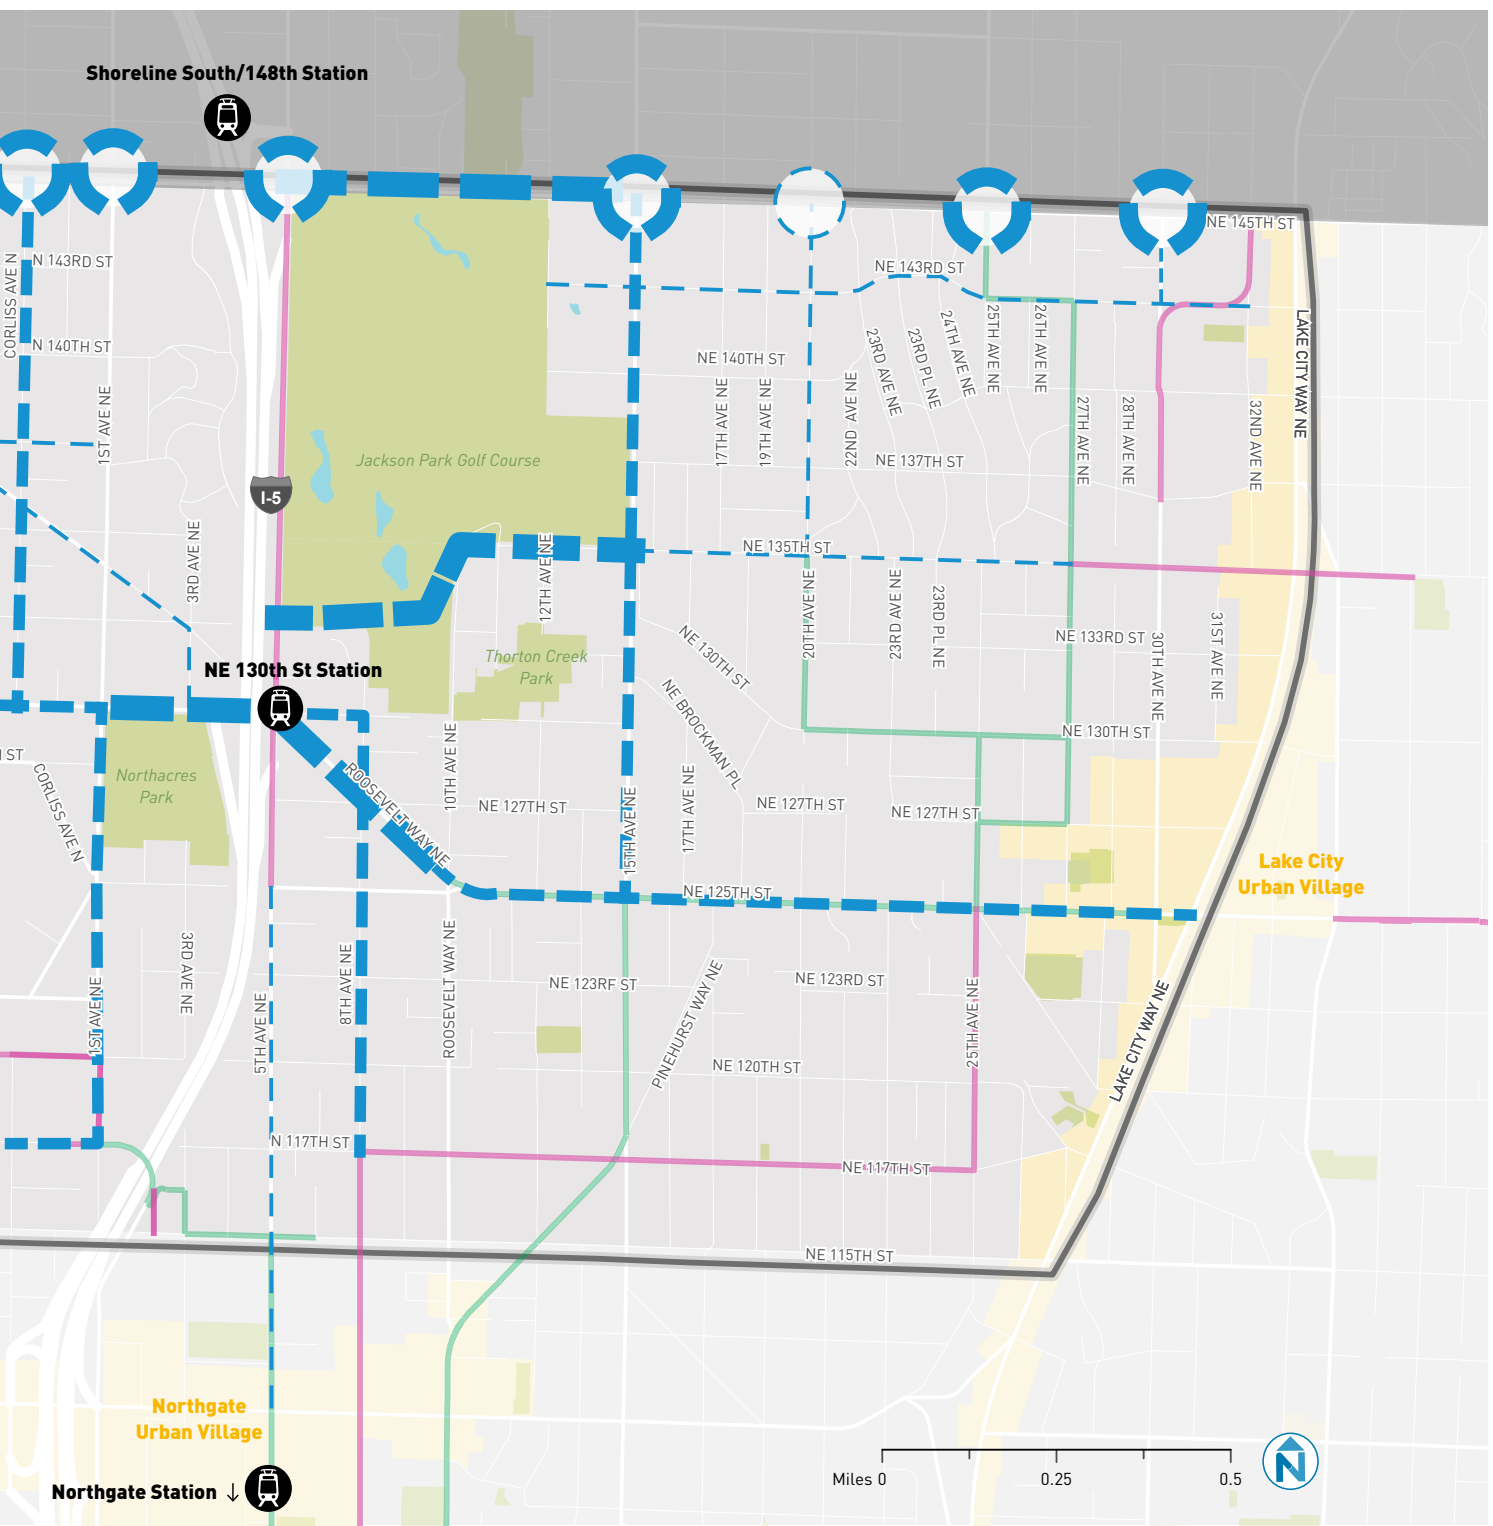 Shoreline South/148th Station
NE 145TH ST
N 143RD ST
NE 143RD ST
CORLISS AVE N
N 140TH ST
NE 140TH ST
1ST AVE NE
17TH AVE NE
19TH AVE NE
22ND AVE NE
23RD AVE NE
23RD PL NE
24TH AVE NE
25TH AVE NE
26TH AVE NE
27TH AVE NE
28TH AVE NE
32ND AVE NE
LAKE CITY WAY NE
Jackson Park Golf Course
NE 137TH ST
I-5
3RD AVE NE
12TH AVE NE
NE 135TH ST
20TH AVE NE
23RD AVE NE
23RD PL NE
NE 133RD ST
30TH AVE NE
31ST AVE NE
NE 130TH ST
Thorton Creek
Park
NE 130th St Station
NE BROCKMAN PL
NE 130TH ST
ST
CORLISS AVE N
Northacres
Park
ROOSEVELT WAY NE
10TH AVE NE
NE 127TH ST
15TH AVE NE
17TH AVE NE
NE 127TH ST
NE 127TH ST
Lake City
Urban Village
NE 125TH ST
3RD AVE NE
1ST AVE NE
5TH AVE NE
8TH AVE NE
ROOSEVELT WAY NE
NE 123RF ST
PINEHURST WAY NE
NE 123RD ST
25TH AVE NE
LAKE CITY WAY NE
NE 120TH ST
N 117TH ST
NE 117TH ST
NE 115TH ST
Northgate
Urban Village
Northgate Station ↓
Miles 0
0.25
0.5
N